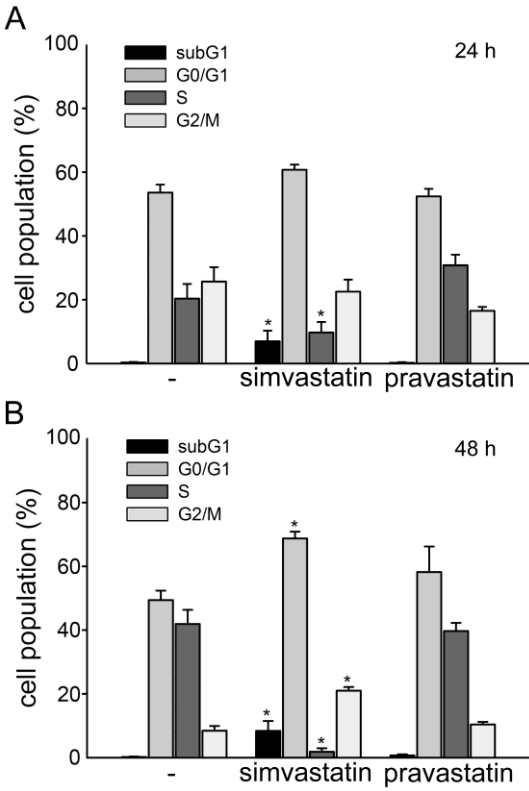 A
24 h
subG1
G0/G1
S
G2/M
cell population (%)
100
80
60
40
20
0
* *
- simvastatin pravastatin
B
48 h
subG1
G0/G1
S
G2/M
cell population (%)
100
80
60
40
20
0
*
*
* *
- simvastatin pravastatin